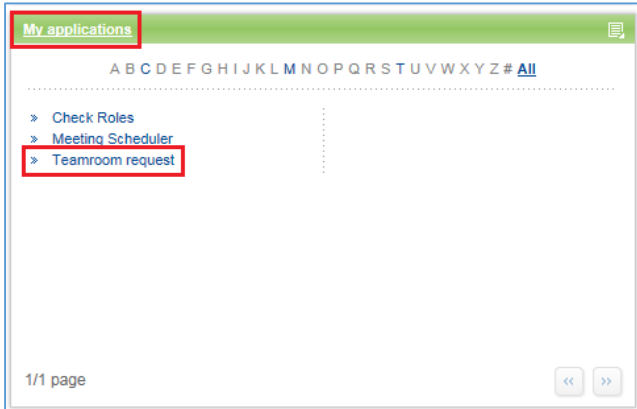 My applications
A B C D E F G H I J K L M N O P Q R S T U V W X Y Z # All
» Check Roles
» Meeting Scheduler
» Teamroom request
1/1 page
« »